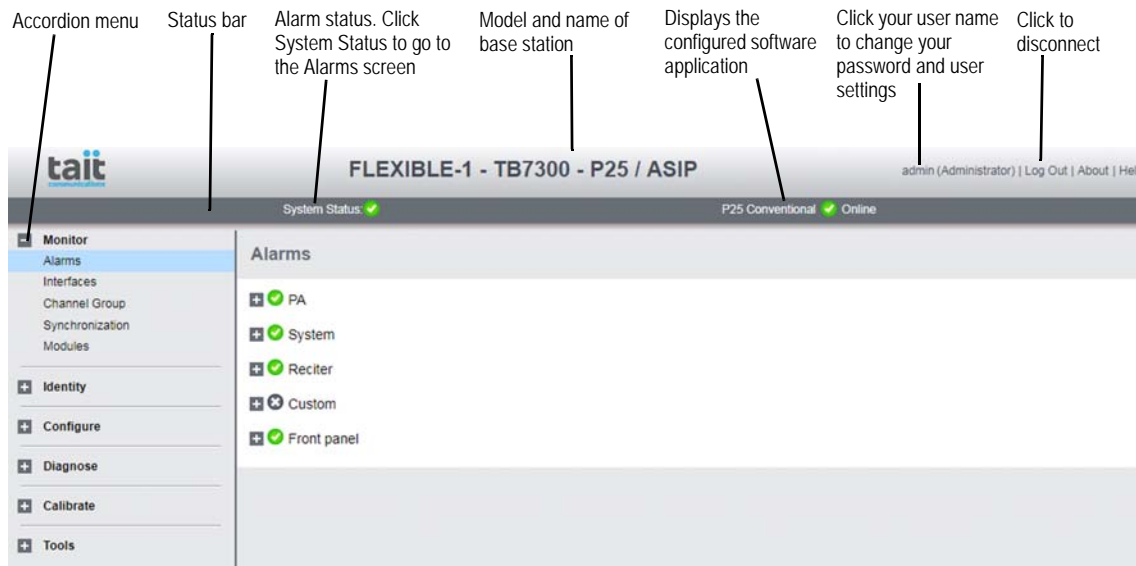 Accordion menu
Status bar
Alarm status. Click
System Status to go to
the Alarms screen
Model and name of
base station
Displays the
configured software
application
Click your user name
to change your
password and user
settings
Click to
disconnect
tait
communications
FLEXIBLE-1 - TB7300 - P25 / ASIP
admin (Administrator) | Log Out | About | Hel
System Status:
P25 Conventional Online
Monitor
Alarms
Interfaces
Channel Group
Synchronization
Modules
Identity
Configure
Diagnose
Calibrate
Tools
Alarms
PA
System
Reciter
Custom
Front panel